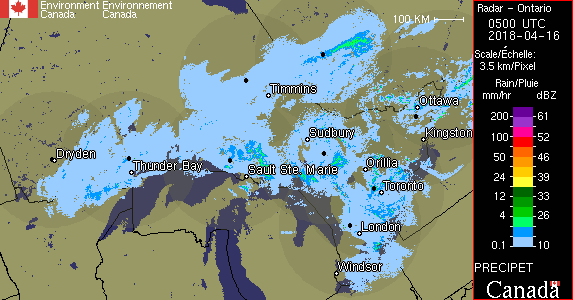 Environment Environnement
Canada Canada
100 KM
Radar - Ontario
0500 UTC
2018-04-16
Scale/Échelle:
3.5 km/Pixel
Rain/Pluie
mm/hr dBZ
200 61
100 52
50 46
24 39
12 33
4 26
0.1 10
PRECIPET
Canada
Timmins
Ottawa
Sudbury
Kingston
Dryden
Thunder Bay
Sault Ste. Marie
Orillia
Toronto
London
Windsor